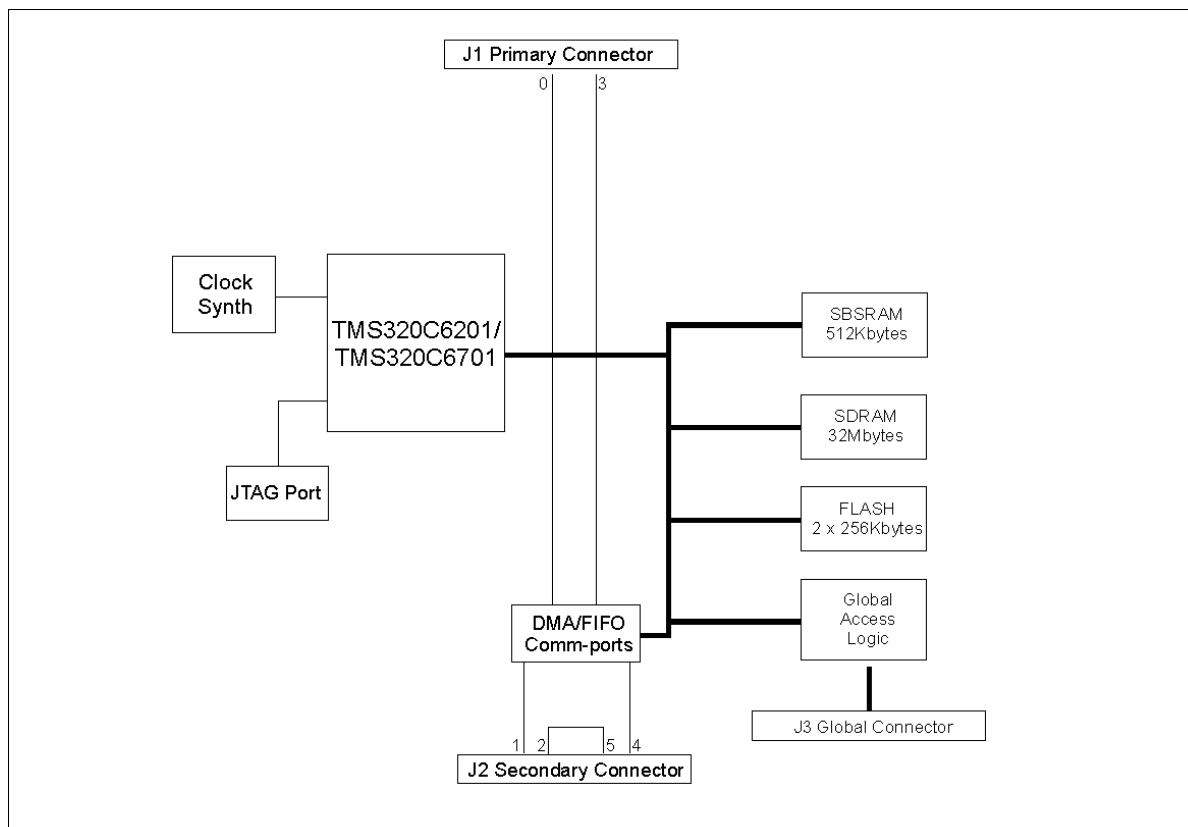 J1 Primary Connector
0 3
Clock
Synth
TMS320C6201/
TMS320C6701
JTAG Port
SBSRAM
512Kbytes
SDRAM
32Mbytes
FLASH
2 x 256Kbytes
Global
Access
Logic
DMA/FIFO
Comm-ports
J3 Global Connector
1 2 5 4
J2 Secondary Connector